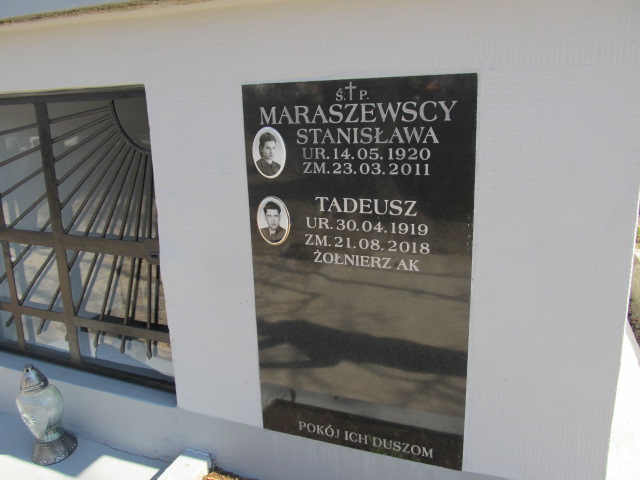 Ś.†P.
MARASZEWSCY
STANISŁAWA
UR.14.05.1920
ZM.23.03.2011
TADEUSZ
UR.30.04.1919
ZM.21.08.2018
ŻOŁNIERZ AK
POKÓJ ICH DUSZOM